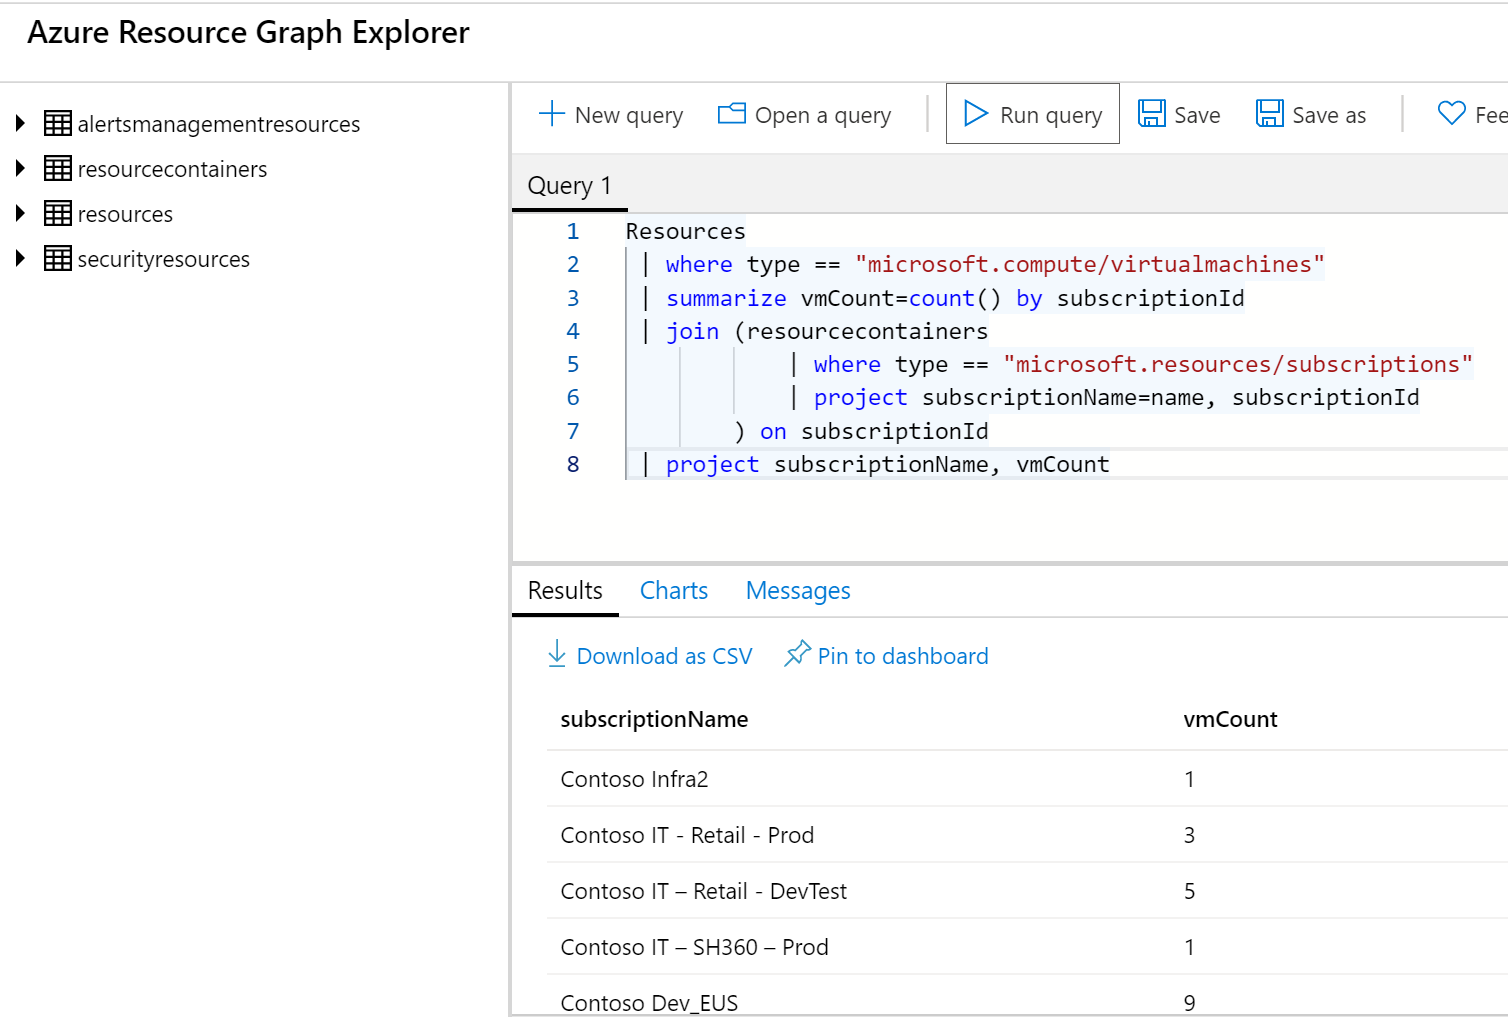 Azure Resource Graph Explorer
alertsmanagementresources
resourcecontainers
resources
securityresources
New query Open a query Run query Save Save as Fee
Query 1
1 Resources
2 | where type == "microsoft.compute/virtualmachines"
3 | summarize vmCount=count() by subscriptionId
4 | join (resourcecontainers
5 | where type == "microsoft.resources/subscriptions"
6 | project subscriptionName=name, subscriptionId
7 ) on subscriptionId
8 | project subscriptionName, vmCount
Results Charts Messages
Download as CSV Pin to dashboard
subscriptionName vmCount
Contoso Infra2 1
Contoso IT - Retail - Prod 3
Contoso IT – Retail - DevTest 5
Contoso IT – SH360 – Prod 1
Contoso Dev_EUS 9